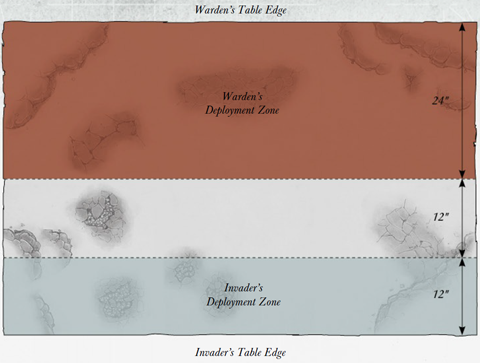 Warden's Table Edge
Warden's
Deployment Zone
24"
12"
Invader's
Deployment Zone
12"
Invader's Table Edge